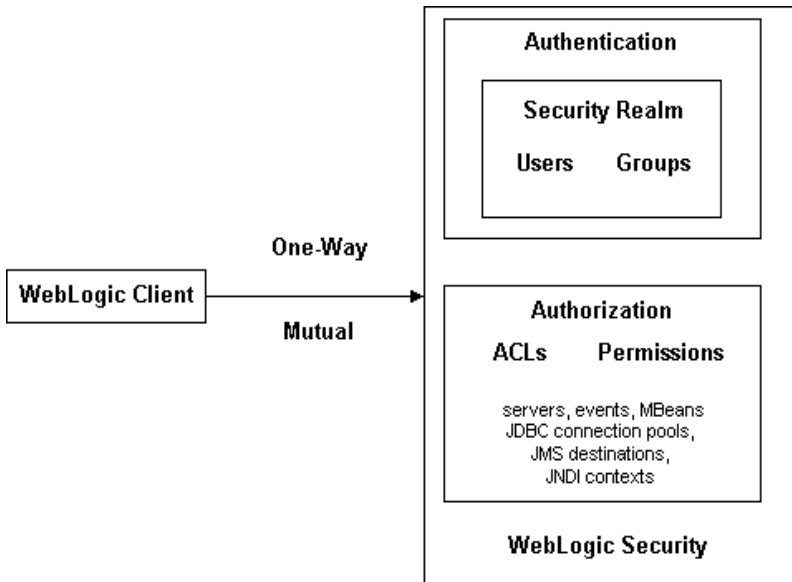 Authentication
Security Realm
Users Groups
One-Way
WebLogic Client
Mutual
Authorization
ACLs Permissions
servers, events, MBeans
JDBC connection pools,
JMS destinations,
JNDI contexts
WebLogic Security